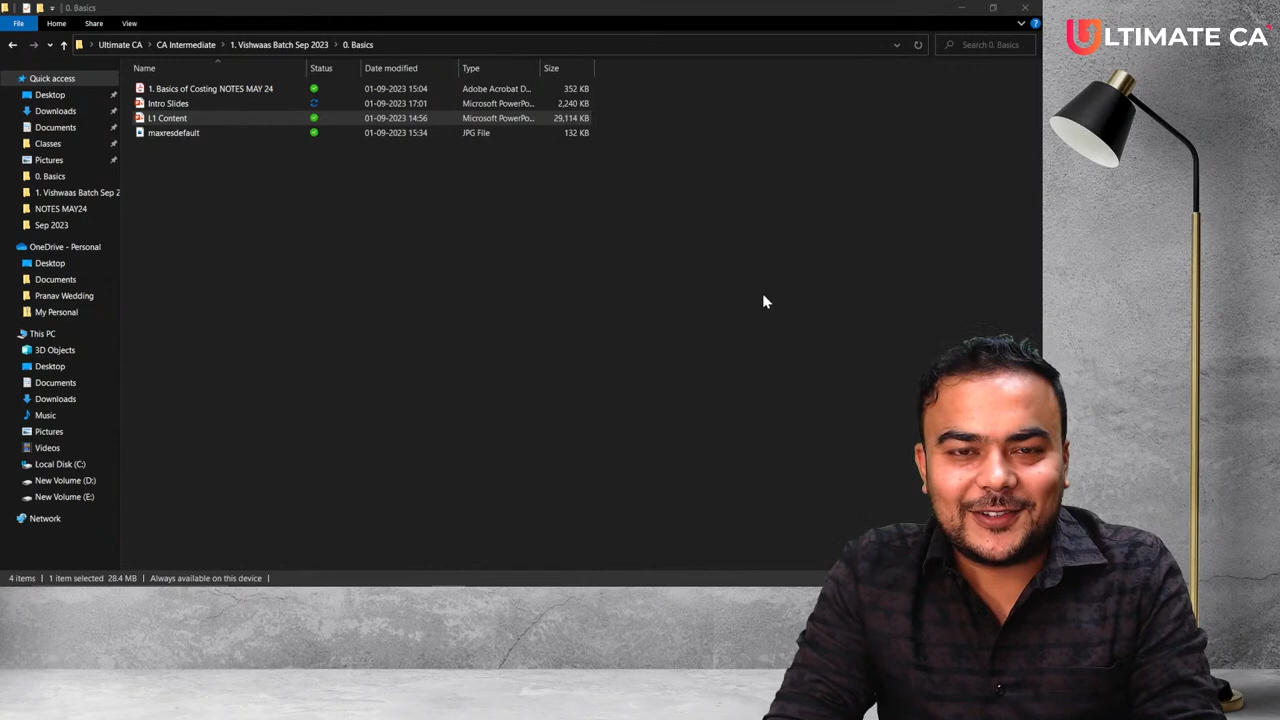 0. Basics
File Home Share View
Ultimate CA CA Intermediate 1. Vishwaas Batch Sep 2023 0. Basics
Search 0. Basics
ULTIMATE CA
Name Status Date modified Type Size
1. Basics of Costing NOTES MAY 24 01-09-2023 15:04 Adobe Acrobat D... 352 KB
Intro Slides 01-09-2023 17:01 Microsoft PowerPo... 2,240 KB
L1 Content 01-09-2023 14:56 Microsoft PowerPo... 29,114 KB
maxresdefault 01-09-2023 15:34 JPG File 132 KB
Quick access
Desktop
Downloads
Documents
Classes
Pictures
0. Basics
1. Vishwaas Batch Sep 2
NOTES MAY24
Sep 2023
OneDrive - Personal
Desktop
Documents
Pranav Wedding
My Personal
This PC
3D Objects
Desktop
Documents
Downloads
Music
Pictures
Videos
Local Disk (C:)
New Volume (D:)
New Volume (E:)
Network
4 items 1 item selected 28.4 MB Always available on this device